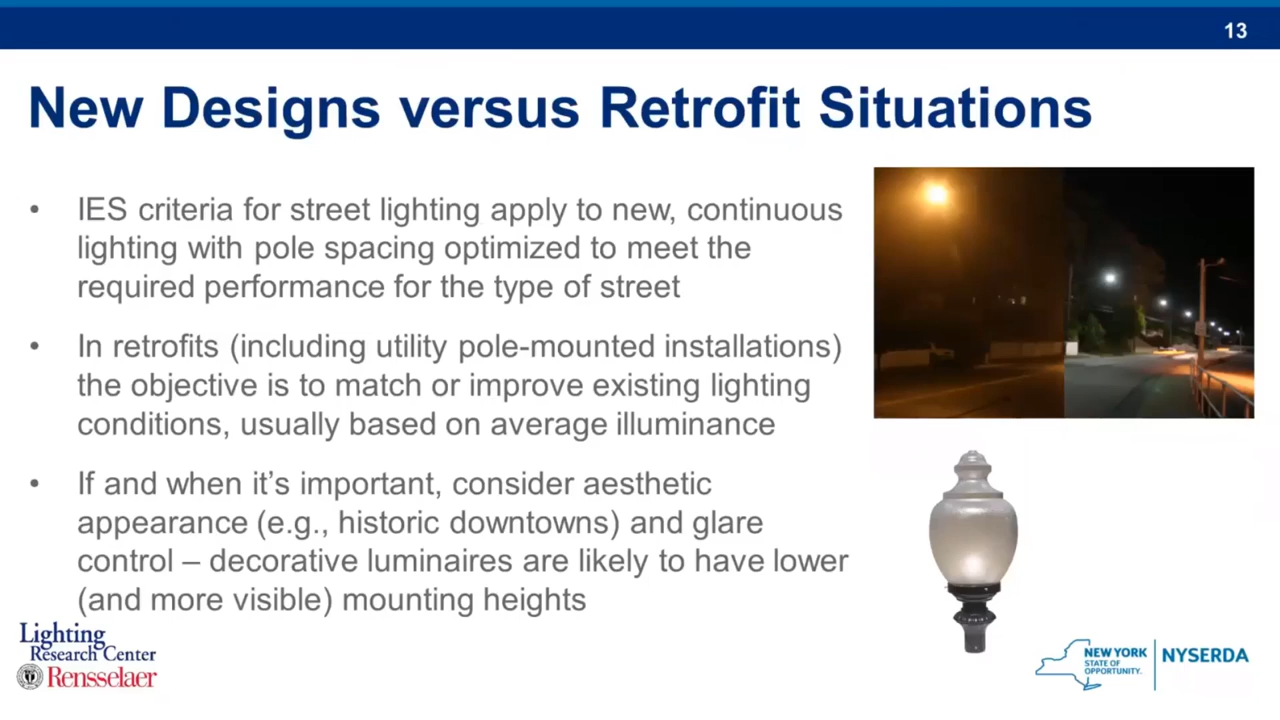 13
New Designs versus Retrofit Situations
• IES criteria for street lighting apply to new, continuous
lighting with pole spacing optimized to meet the
required performance for the type of street
• In retrofits (including utility pole-mounted installations)
the objective is to match or improve existing lighting
conditions, usually based on average illuminance
• If and when it’s important, consider aesthetic
appearance (e.g., historic downtowns) and glare
control – decorative luminaires are likely to have lower
(and more visible) mounting heights
Lighting
Research Center
Rensselaer
NEW YORK
STATE OF
OPPORTUNITY.
NYSERDA